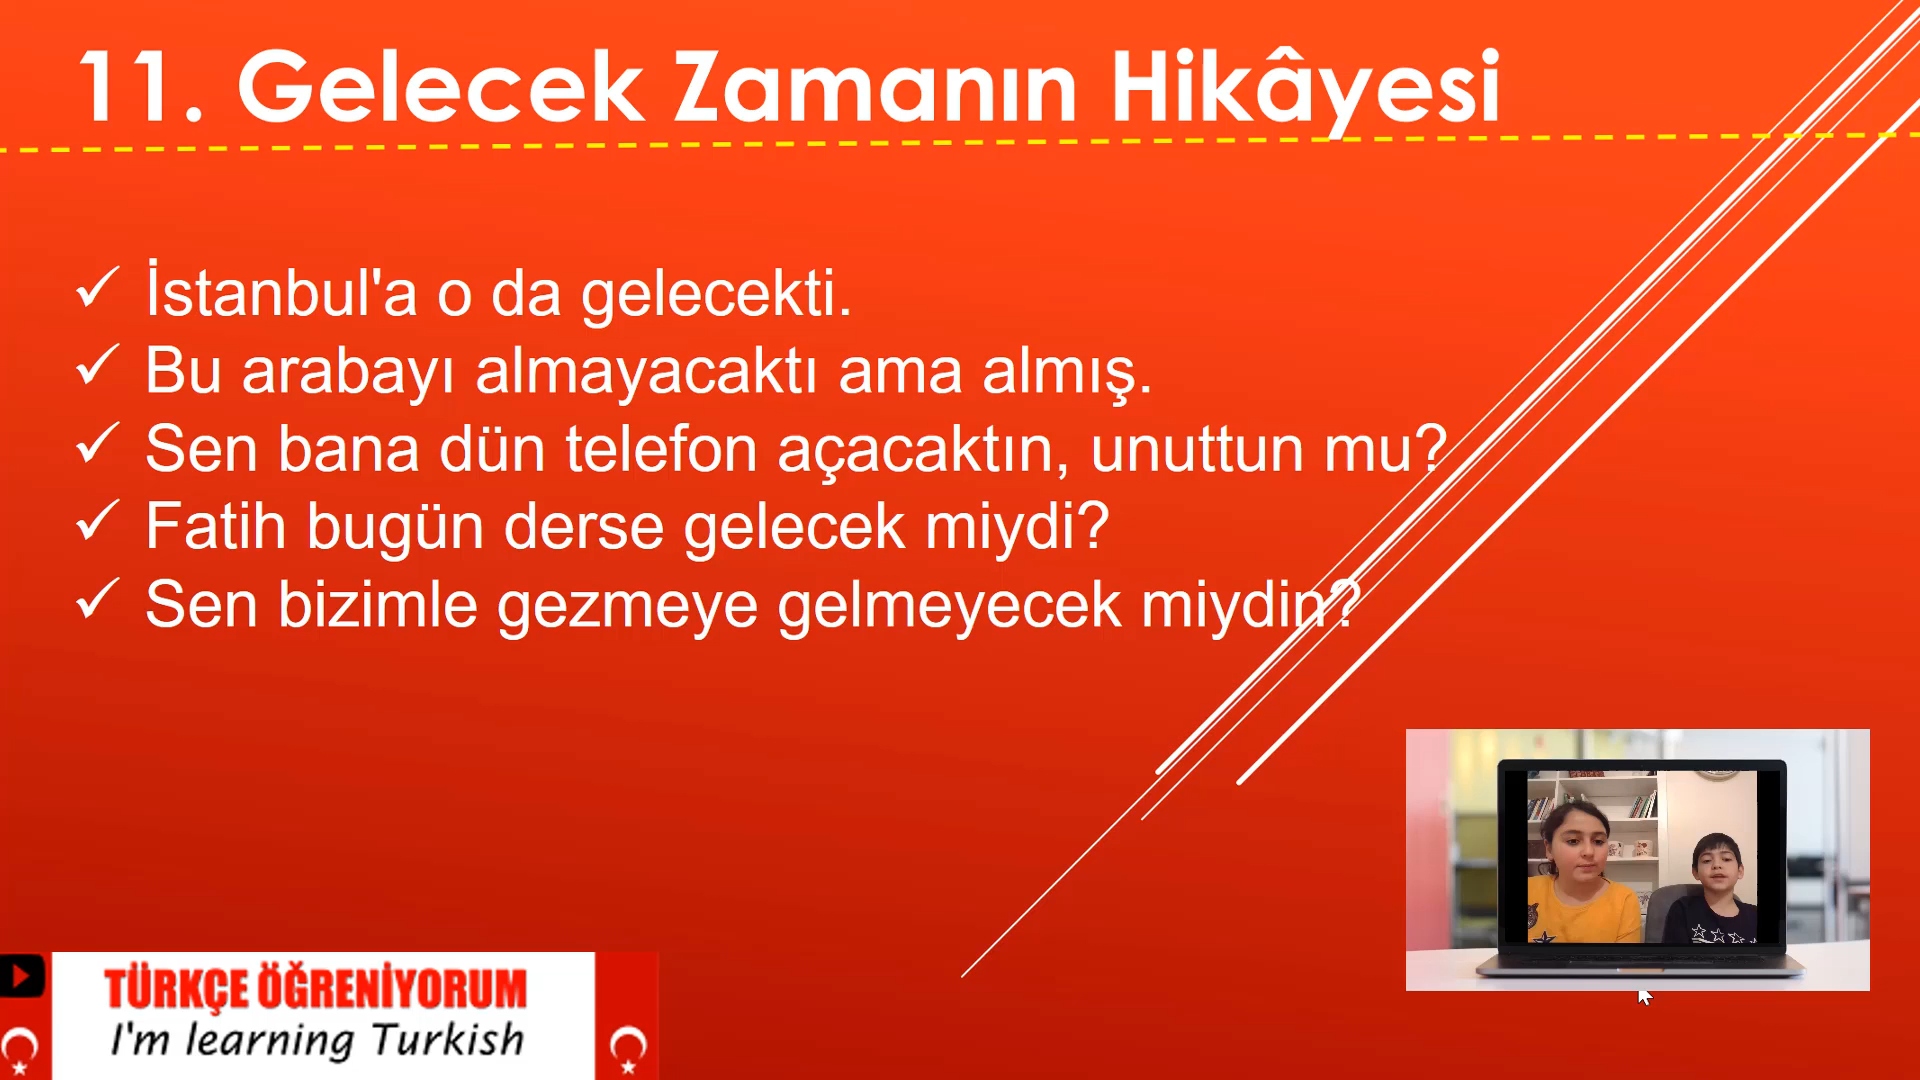 11. Gelecek Zamanın Hikâyesi
İstanbul'a o da gelecekti.
Bu arabayı almayacaktı ama almış.
Sen bana dün telefon açacaktın, unuttun mu?
Fatih bugün derse gelecek miydi?
Sen bizimle gezmeye gelmeyecek miydin?
TÜRKÇE ÖĞRENİYORUM
I'm learning Turkish